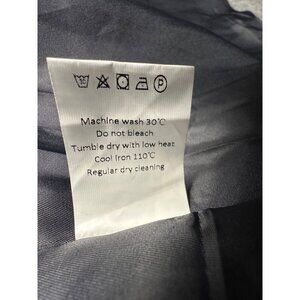 Machine wash 30℃
Do not bleach
Tumble dry with low heat
Cool Iron 110℃
Regular dry cleaning